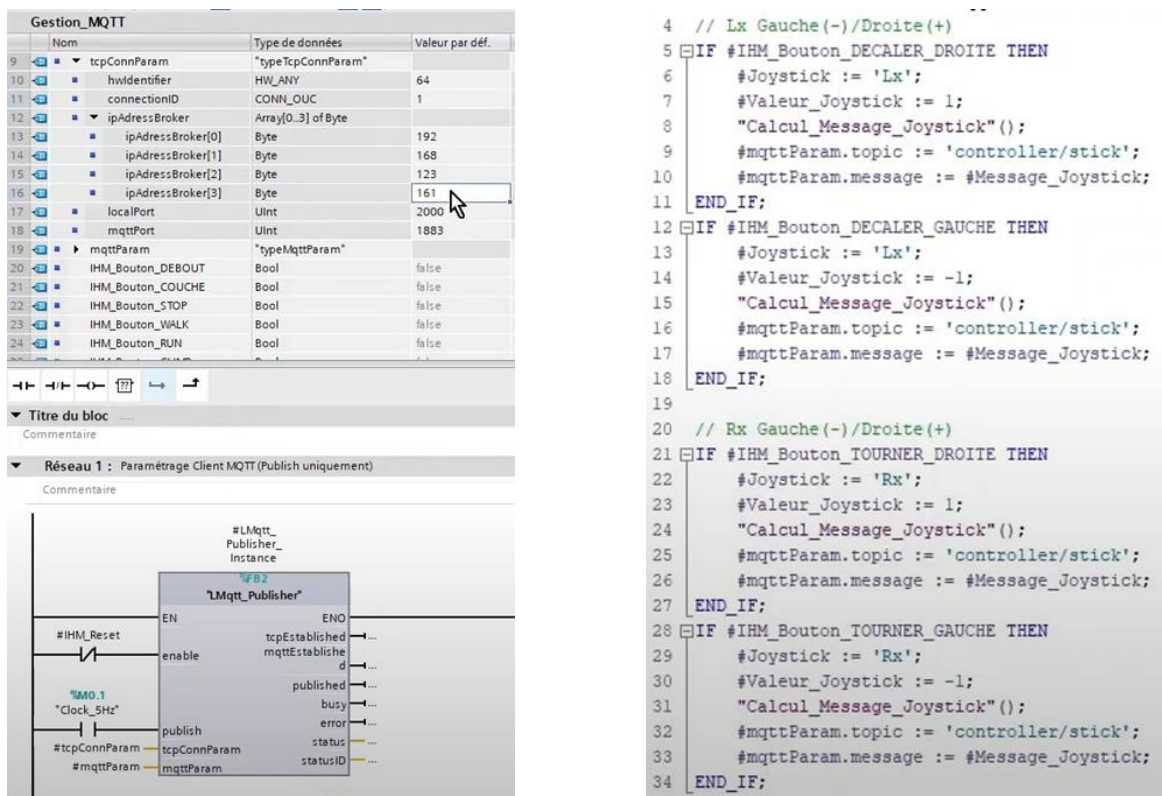 Gestion_MQTT
Nom Type de données Valeur par déf.
9 tcpConnParam "typeTcpConnParam"
10 hwIdentifier HW_ANY 64
11 connectionID CONN_OUC 1
12 ipAdressBroker Array[0..3] of Byte
13 ipAdressBroker[0] Byte 192
14 ipAdressBroker[1] Byte 168
15 ipAdressBroker[2] Byte 123
16 ipAdressBroker[3] Byte 161
17 localPort UInt 2000
18 mqttPort UInt 1883
19 mqttParam "typeMqttParam"
20 IHM_Bouton_DEBOUT Bool false
21 IHM_Bouton_COUCHE Bool false
22 IHM_Bouton_STOP Bool false
23 IHM_Bouton_WALK Bool false
24 IHM_Bouton_RUN Bool false
??
Titre du bloc ......
Commentaire
Réseau 1 : Paramétrage Client MQTT (Publish uniquement)
Commentaire
#LMqtt_
Publisher_
Instance
%FB2
"LMqtt_Publisher"
EN ENO
#IHM_Reset
enable
tcpEstablished ...
mqttEstablishe
d ...
published ...
%M0.1
"Clock_5Hz"
publish
busy ...
error ...
status ...
statusID ...
#tcpConnParam tcpConnParam
#mqttParam mqttParam
4 // Lx Gauche(-)/Droite(+)
5 IF #IHM_Bouton_DECALER_DROITE THEN
6 #Joystick := 'Lx';
7 #Valeur_Joystick := 1;
8 "Calcul_Message_Joystick"();
9 #mqttParam.topic := 'controller/stick';
10 #mqttParam.message := #Message_Joystick;
11 END_IF;
12 IF #IHM_Bouton_DECALER_GAUCHE THEN
13 #Joystick := 'Lx';
14 #Valeur_Joystick := -1;
15 "Calcul_Message_Joystick"();
16 #mqttParam.topic := 'controller/stick';
17 #mqttParam.message := #Message_Joystick;
18 END_IF;
19
20 // Rx Gauche(-)/Droite(+)
21 IF #IHM_Bouton_TOURNER_DROITE THEN
22 #Joystick := 'Rx';
23 #Valeur_Joystick := 1;
24 "Calcul_Message_Joystick"();
25 #mqttParam.topic := 'controller/stick';
26 #mqttParam.message := #Message_Joystick;
27 END_IF;
28 IF #IHM_Bouton_TOURNER_GAUCHE THEN
29 #Joystick := 'Rx';
30 #Valeur_Joystick := -1;
31 "Calcul_Message_Joystick"();
32 #mqttParam.topic := 'controller/stick';
33 #mqttParam.message := #Message_Joystick;
34 END_IF;